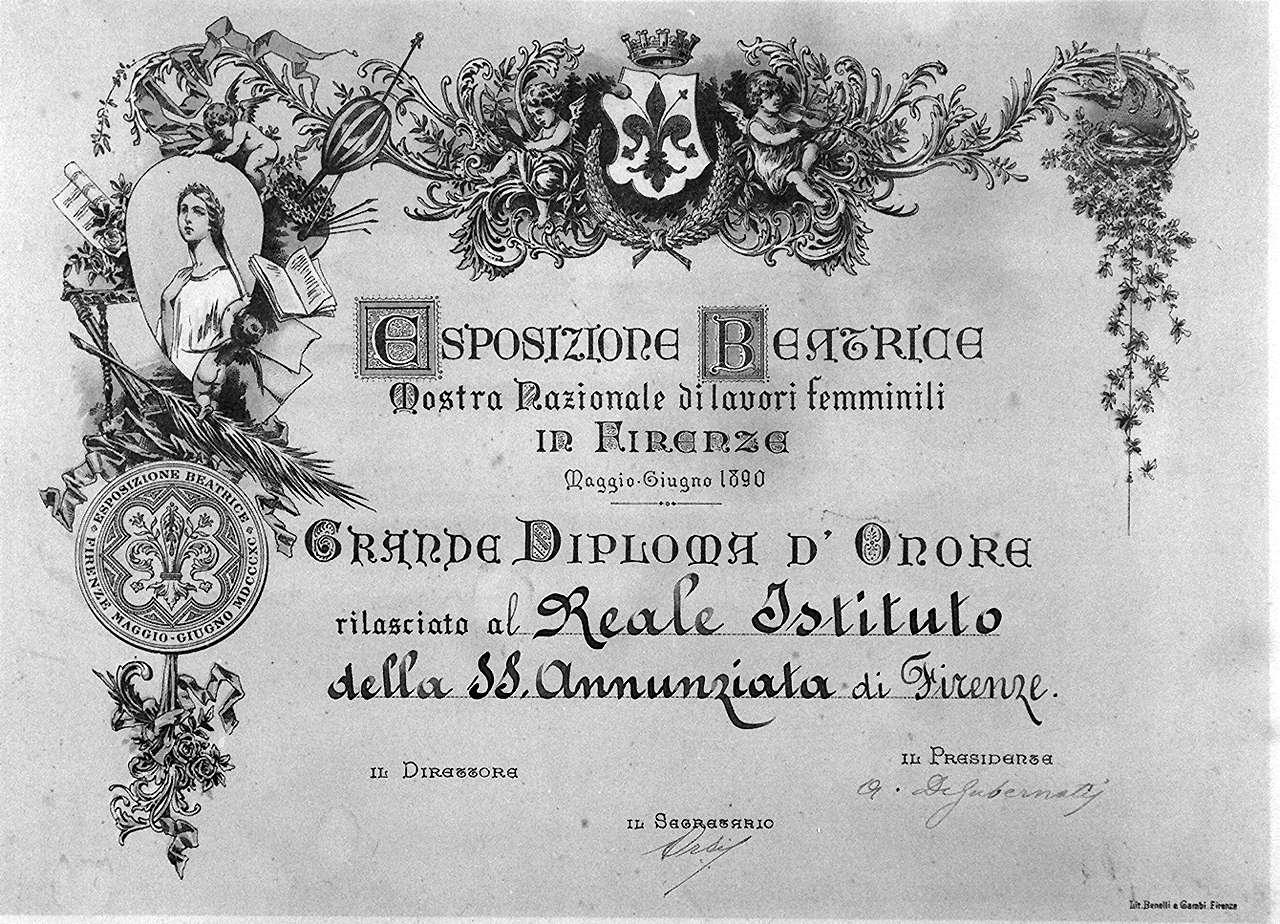 ESPOSIZIONE BEATRICE
Mostra Nazionale di lavori femminili
IN FIRENZE
Maggio-Giugno 1890
GRANDE DIPLOMA D' ONORE
rilasciato al Reale Istituto
della SS. Annunziata di Firenze.
ESPOSIZIONE BEATRICE
FIRENZE MAGGIO-GIUGNO MDCCCXC
IL DIRETTORE
IL PRESIDENTE
A. De Gubernatis
IL SEGRETARIO
Lit. Benelli e Gambi. Firenze